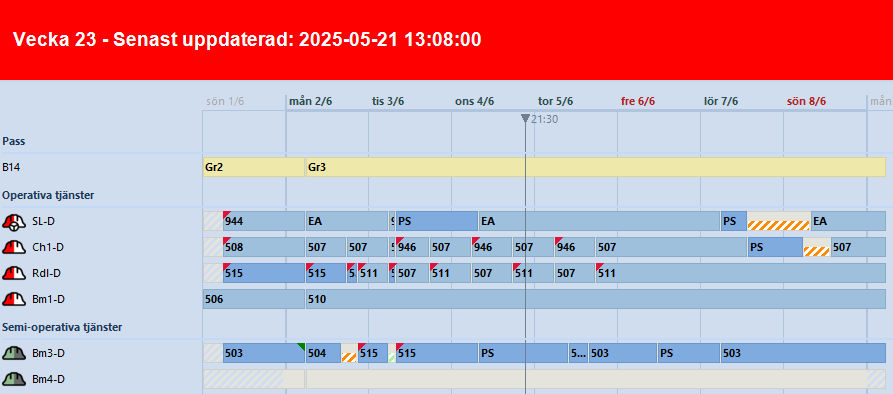 Vecka 23 - Senast uppdaterad: 2025-05-21 13:08:00
sön 1/6 mån 2/6 tis 3/6 ons 4/6 tor 5/6 fre 6/6 lör 7/6 sön 8/6 mån
21:30
Pass
B14 Gr2 Gr3
Operativa tjänster
SL-D 944 EA PS EA PS EA
Ch1-D 508 507 507 946 507 946 507 946 507 PS 507
RdI-D 515 515 5 511 507 511 507 511 507 511
Bm1-D 506 510
Semi-operativa tjänster
Bm3-D 503 504 515 515 PS 5... 503 PS 503
Bm4-D